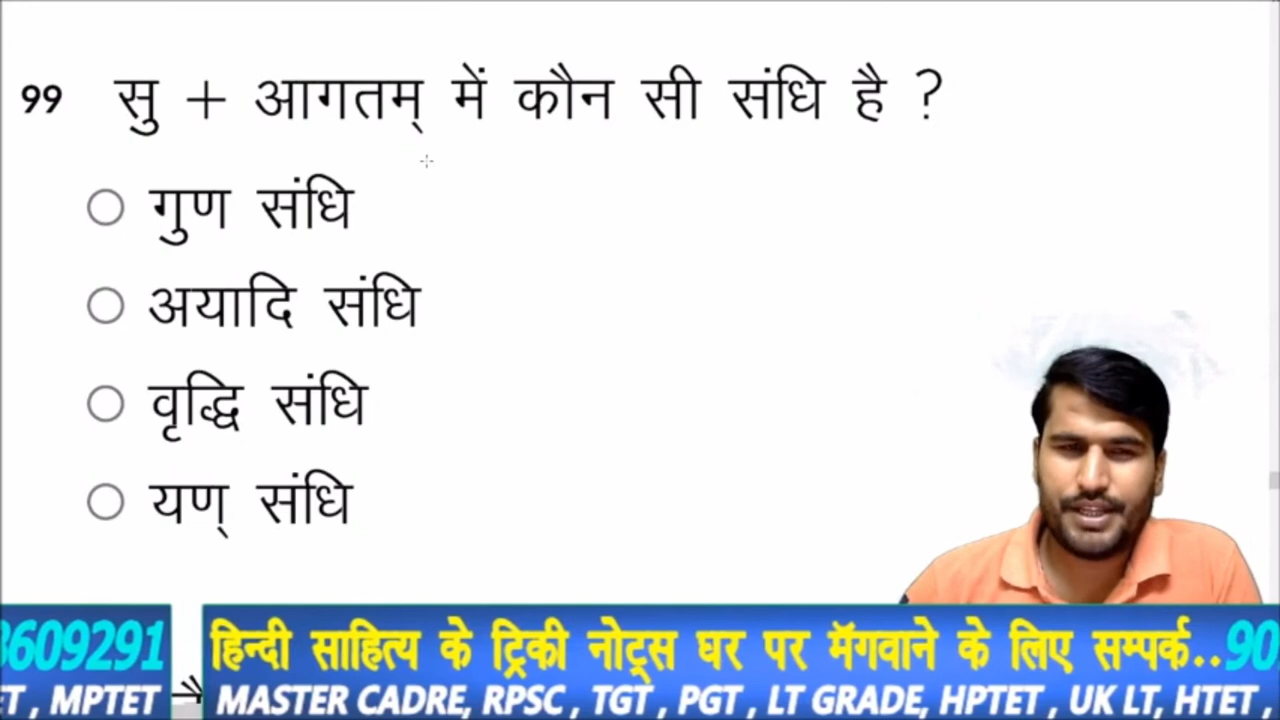 99 सु + आगतम् में कौन सी संधि है ?
गुण संधि
अयादि संधि
वृद्धि संधि
यण् संधि
3609291 हिन्दी साहित्य के ट्रिकी नोट्स घर पर मॅगवाने के लिए सम्पर्क..90
ET , MPTET MASTER CADRE, RPSC , TGT , PGT , LT GRADE, HPTET , UK LT, HTET ,